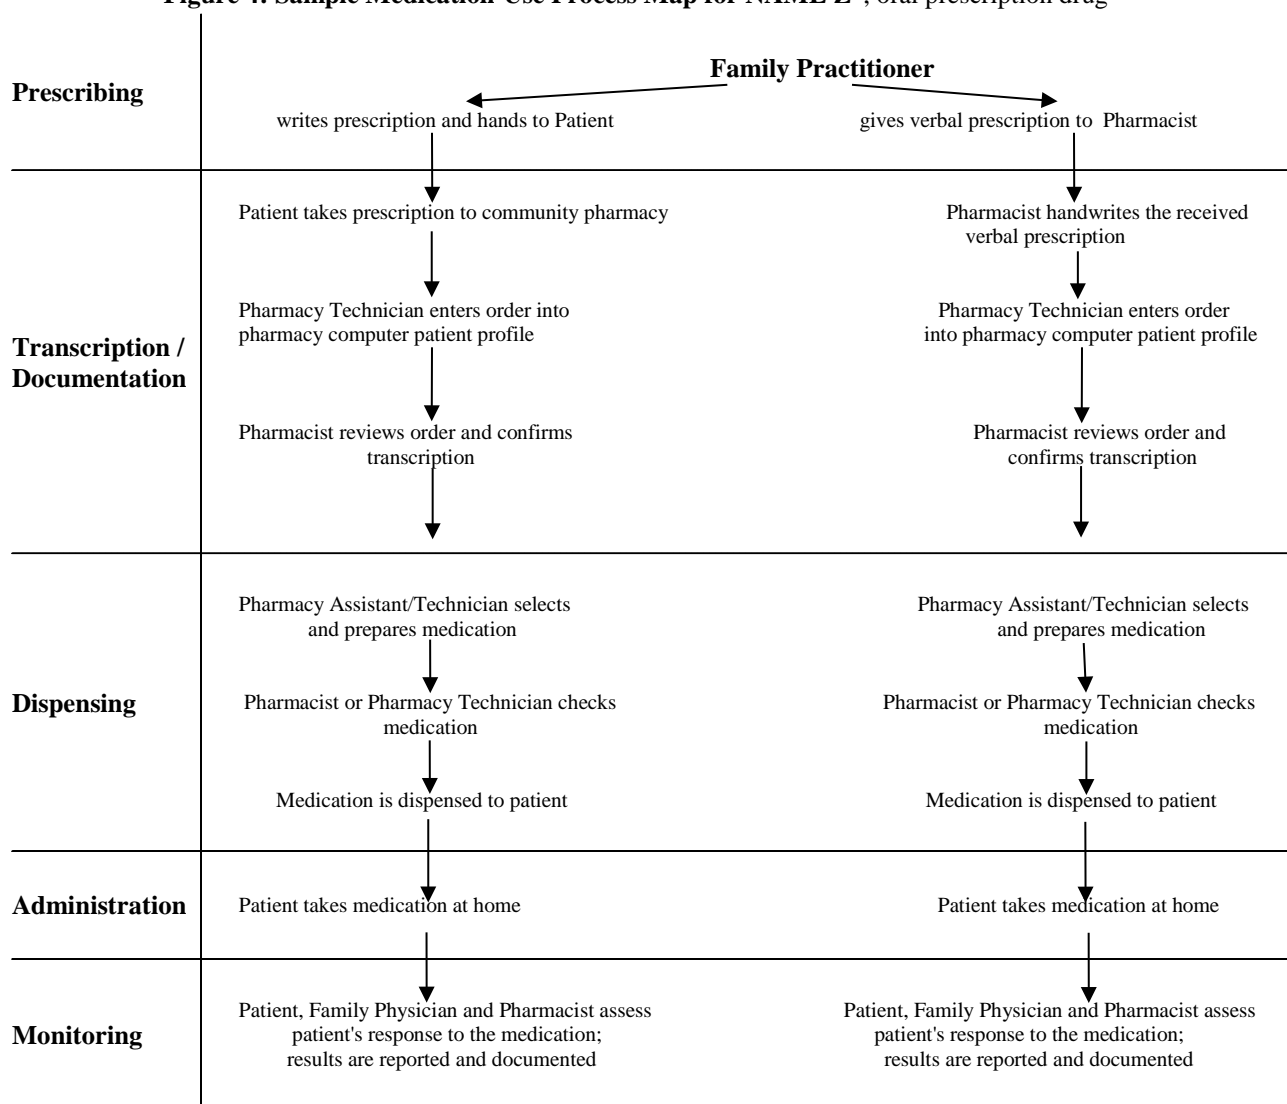 Figure 4: Sample Medication-Use Process Map for NAME Z , oral prescription drug
Prescribing
Family Practitioner
writes prescription and hands to Patient
gives verbal prescription to Pharmacist
Transcription /
Documentation
Patient takes prescription to community pharmacy
Pharmacist handwrites the received
verbal prescription
Pharmacy Technician enters order into
pharmacy computer patient profile
Pharmacy Technician enters order
into pharmacy computer patient profile
Pharmacist reviews order and confirms
transcription
Pharmacist reviews order and
confirms transcription
Dispensing
Pharmacy Assistant/Technician selects
and prepares medication
Pharmacy Assistant/Technician selects
and prepares medication
Pharmacist or Pharmacy Technician checks
medication
Pharmacist or Pharmacy Technician checks
medication
Medication is dispensed to patient
Medication is dispensed to patient
Administration
Patient takes medication at home
Patient takes medication at home
Monitoring
Patient, Family Physician and Pharmacist assess
patient's response to the medication;
results are reported and documented
Patient, Family Physician and Pharmacist assess
patient's response to the medication;
results are reported and documented